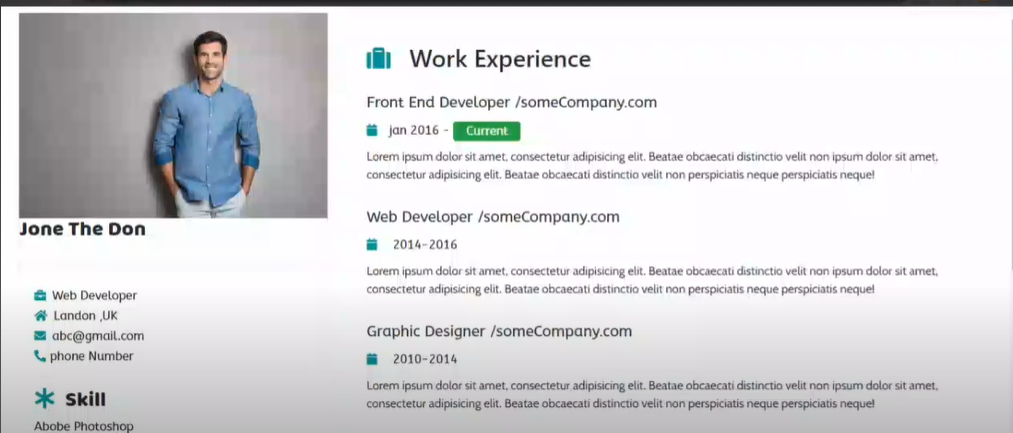 Jone The Don
Web Developer
Landon ,UK
abc@gmail.com
phone Number
Skill
Abobe Photoshop
Work Experience
Front End Developer /someCompany.com
jan 2016 - Current
Lorem ipsum dolor sit amet, consectetur adipisicing elit. Beatae obcaecati distinctio velit non ipsum dolor sit amet,
consectetur adipisicing elit. Beatae obcaecati distinctio velit non perspiciatis neque perspiciatis neque!
Web Developer /someCompany.com
2014-2016
Lorem ipsum dolor sit amet, consectetur adipisicing elit. Beatae obcaecati distinctio velit non ipsum dolor sit amet,
consectetur adipisicing elit. Beatae obcaecati distinctio velit non perspiciatis neque perspiciatis neque!
Graphic Designer /someCompany.com
2010-2014
Lorem ipsum dolor sit amet, consectetur adipisicing elit. Beatae obcaecati distinctio velit non ipsum dolor sit amet,
consectetur adipisicing elit. Beatae obcaecati distinctio velit non perspiciatis neque perspiciatis neque!